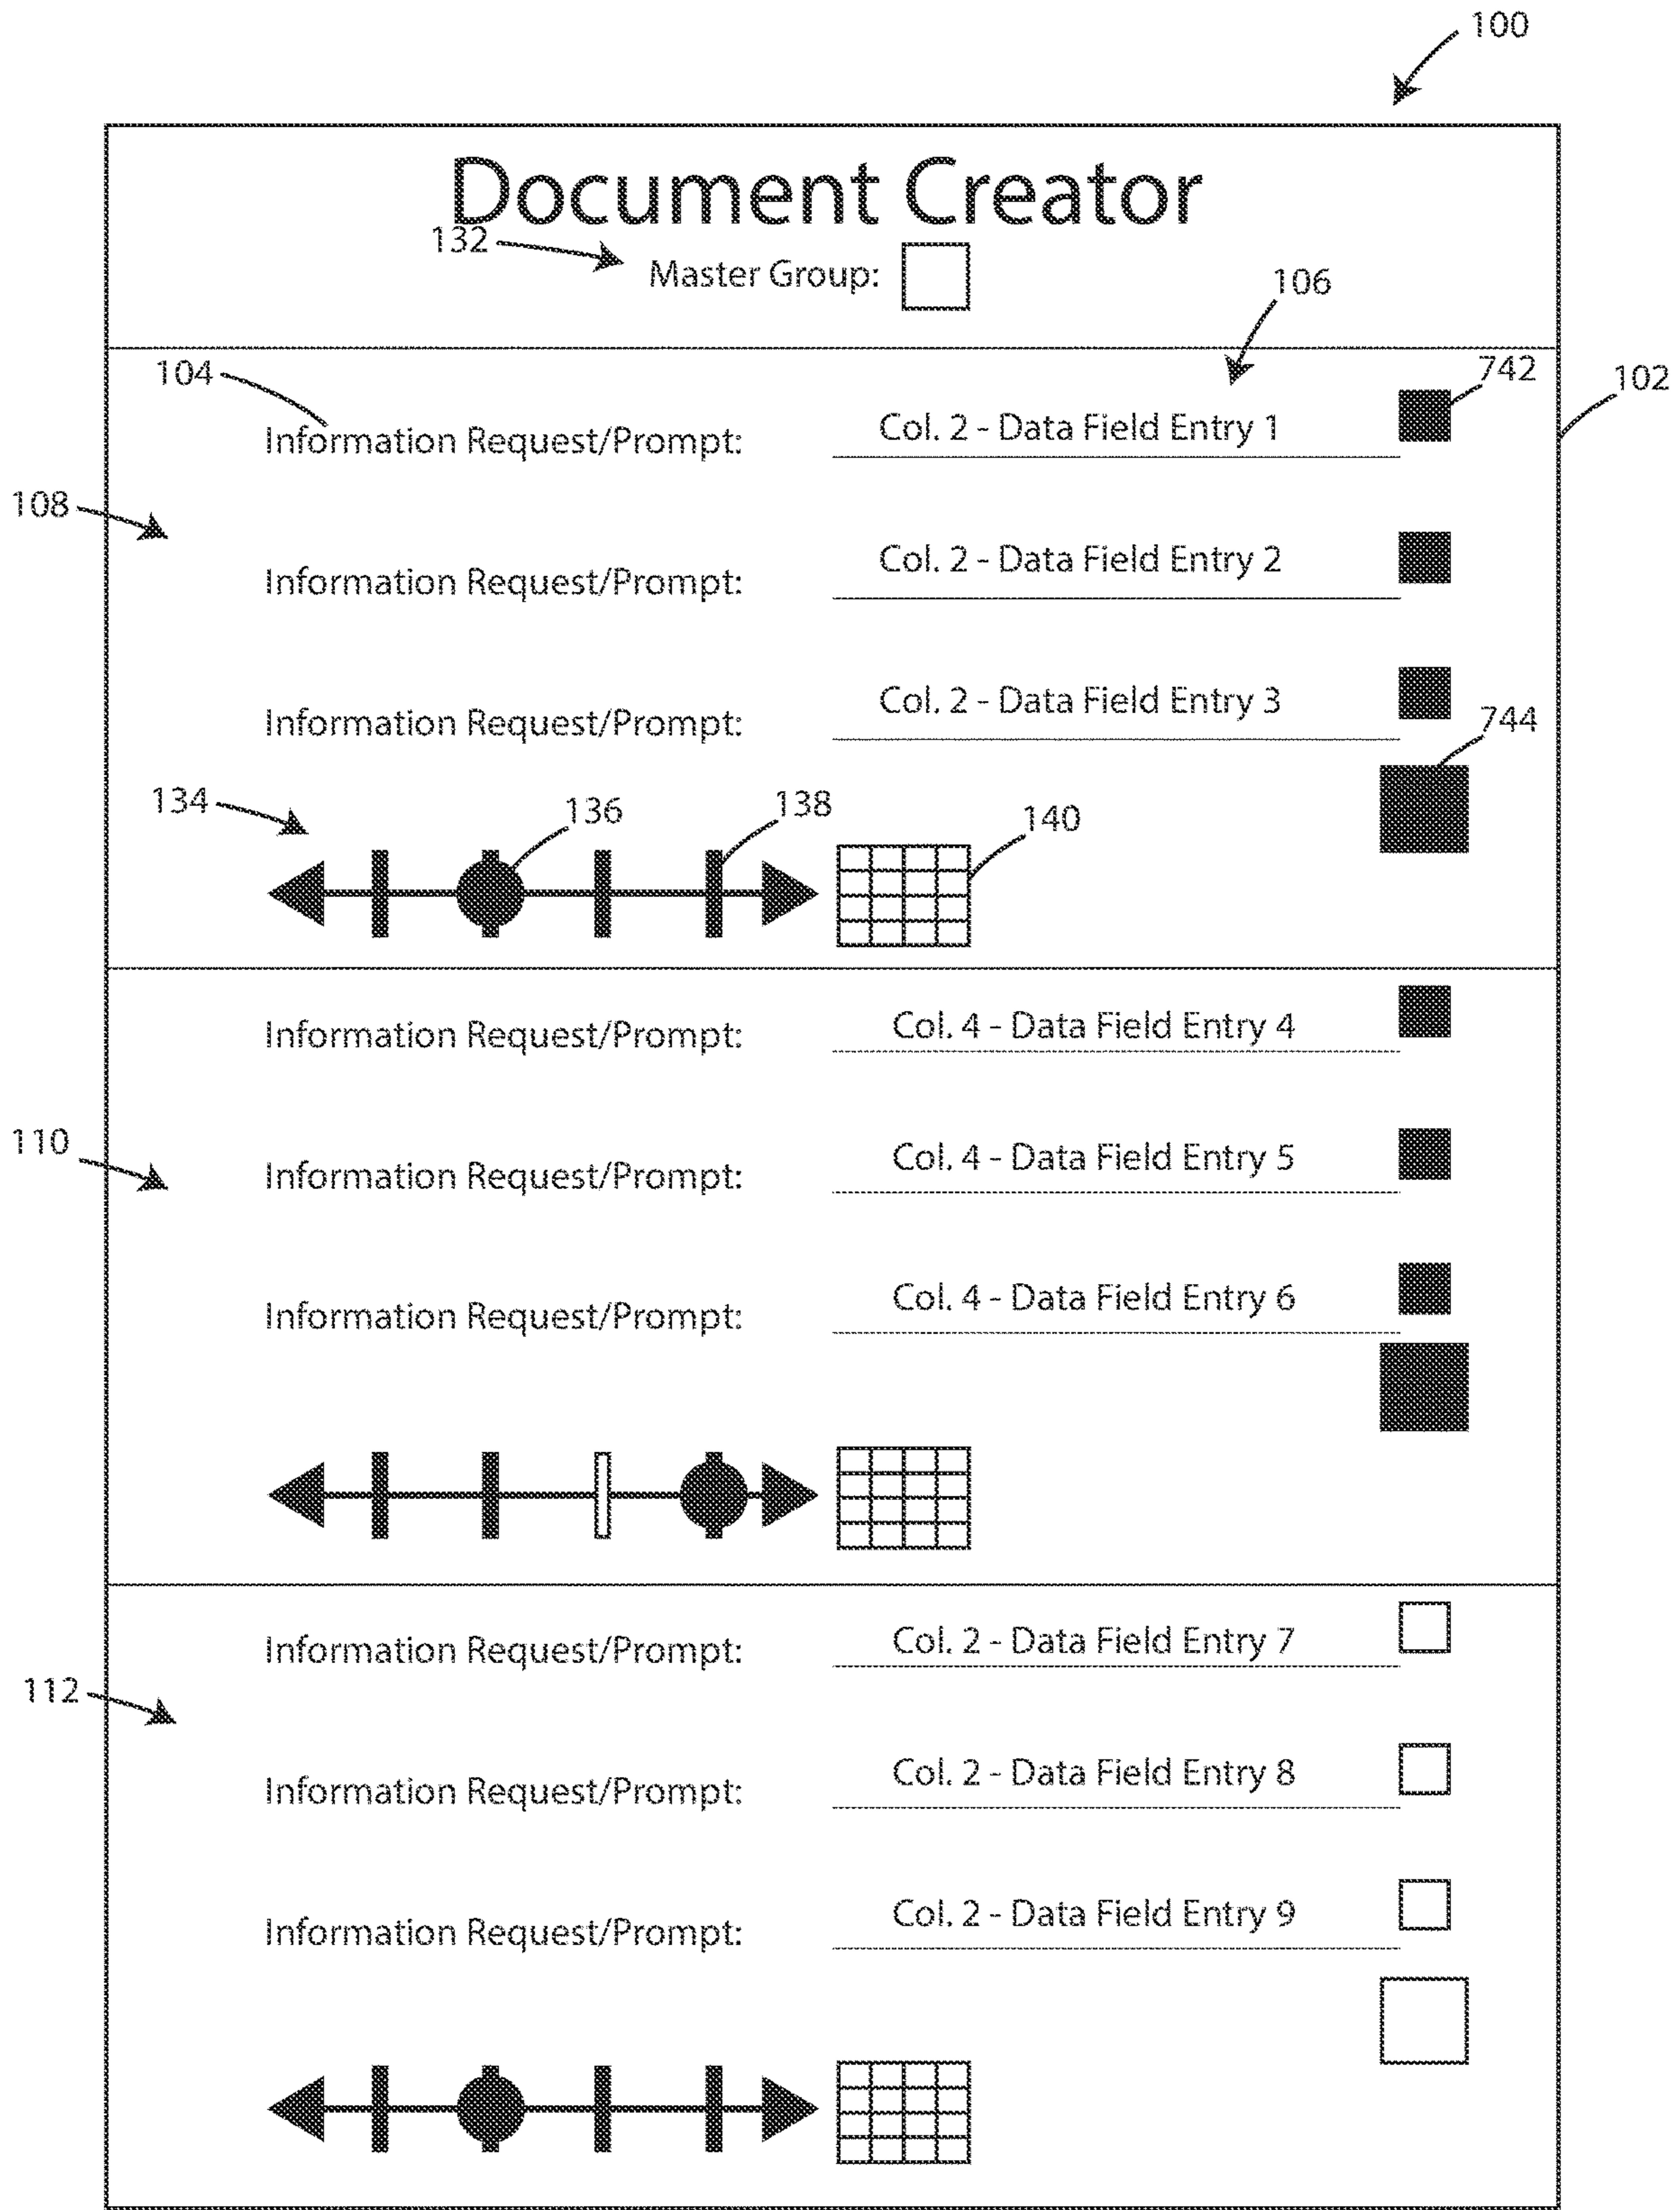 100
Document Creator
132
Master Group:
106
104
742
102
Information Request/Prompt: Col. 2 - Data Field Entry 1
108
Information Request/Prompt: Col. 2 - Data Field Entry 2
Information Request/Prompt: Col. 2 - Data Field Entry 3
744
134
136
138
140
Information Request/Prompt: Col. 4 - Data Field Entry 4
110
Information Request/Prompt: Col. 4 - Data Field Entry 5
Information Request/Prompt: Col. 4 - Data Field Entry 6
Information Request/Prompt: Col. 2 - Data Field Entry 7
112
Information Request/Prompt: Col. 2 - Data Field Entry 8
Information Request/Prompt: Col. 2 - Data Field Entry 9